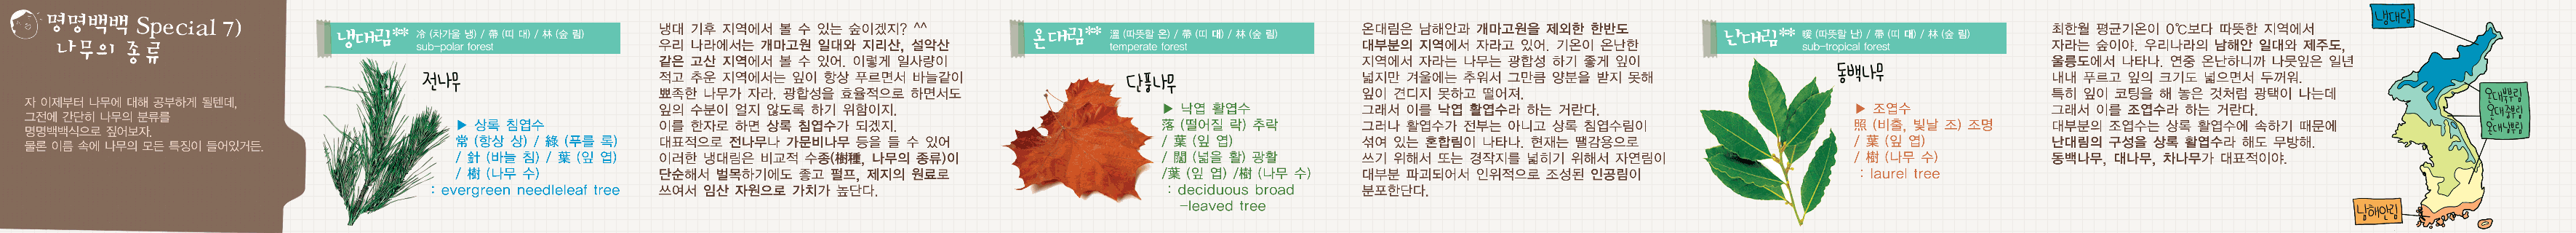 명명백백 Special 7)
나무의 종류
자 이제부터 나무에 대해 공부하게 될텐데,
그전에 간단히 나무의 분류를
명명백백식으로 짚어보자.
물론 이름 속에 나무의 모든 특징이 들어있거든.
냉대림** 冷 (차가울 냉) / 帶 (띠 대) / 林 (숲 림)
sub-polar forest
전나무
▶ 상록 침엽수
常 (항상 상) / 綠 (푸를 록)
/ 針 (바늘 침) / 葉 (잎 엽)
/ 樹 (나무 수)
: evergreen needleleaf tree
냉대 기후 지역에서 볼 수 있는 숲이겠지? ^^
우리 나라에서는 개마고원 일대와 지리산, 설악산
같은 고산 지역에서 볼 수 있어. 이렇게 일사량이
적고 추운 지역에서는 잎이 항상 푸르면서 바늘같이
뾰족한 나무가 자라. 광합성을 효율적으로 하면서도
잎의 수분이 얼지 않도록 하기 위함이지.
이를 한자로 하면 상록 침엽수가 되겠지.
대표적으로 전나무나 가문비나무 등을 들 수 있어
이러한 냉대림은 비교적 수종(樹種, 나무의 종류)이
단순해서 벌목하기에도 좋고 펄프, 제지의 원료로
쓰여서 임산 자원으로 가치가 높단다.
온대림** 溫 (따뜻할 온) / 帶 (띠 대) / 林 (숲 림)
temperate forest
단풍나무
▶ 낙엽 활엽수
落 (떨어질 락) 추락
/ 葉 (잎 엽)
/ 闊 (넓을 활) 광활
/葉 (잎 엽) /樹 (나무 수)
: deciduous broad
-leaved tree
온대림은 남해안과 개마고원을 제외한 한반도
대부분의 지역에서 자라고 있어. 기온이 온난한
지역에서 자라는 나무는 광합성 하기 좋게 잎이
넓지만 겨울에는 추워서 그만큼 양분을 받지 못해
잎이 견디지 못하고 떨어져.
그래서 이를 낙엽 활엽수라 하는 거란다.
그러나 활엽수가 전부는 아니고 상록 침엽수림이
섞여 있는 혼합림이 나타나. 현재는 땔감용으로
쓰기 위해서 또는 경작지를 넓히기 위해서 자연림이
대부분 파괴되어서 인위적으로 조성된 인공림이
분포한단다.
난대림** 暖 (따뜻할 난) / 帶 (띠 대) / 林 (숲 림)
sub-tropical forest
동백나무
▶ 조엽수
照 (비출, 빛날 조) 조명
/ 葉 (잎 엽)
/ 樹 (나무 수)
: laurel tree
최한월 평균기온이 0℃보다 따뜻한 지역에서
자라는 숲이야. 우리나라의 남해안 일대와 제주도,
울릉도에서 나타나. 연중 온난하니까 나뭇잎은 일년
내내 푸르고 잎의 크기도 넓으면서 두꺼워.
특히 잎이 코팅을 해 놓은 것처럼 광택이 나는데
그래서 이를 조엽수라 하는 거란다.
대부분의 조엽수는 상록 활엽수에 속하기 때문에
난대림의 구성을 상록 활엽수라 해도 무방해.
동백나무, 대나무, 차나무가 대표적이야.
냉대림
온대북부림
온대중부림
온대남부림
남해안림